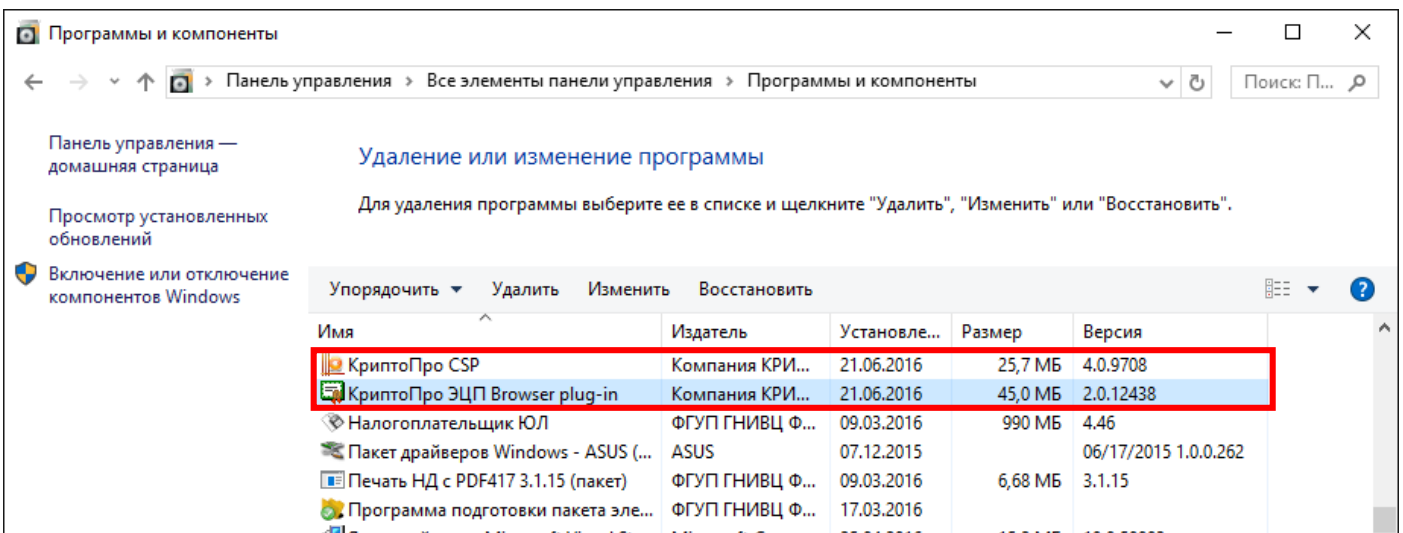 Программы и компоненты
Панель управления > Все элементы панели управления > Программы и компоненты
Поиск: П...
Панель управления —
домашняя страница
Просмотр установленных
обновлений
Включение или отключение
компонентов Windows
Удаление или изменение программы
Для удаления программы выберите ее в списке и щелкните "Удалить", "Изменить" или "Восстановить".
Упорядочить Удалить Изменить Восстановить
Имя Издатель Установле... Размер Версия
КриптоПро CSP Компания КРИ... 21.06.2016 25,7 МБ 4.0.9708
КриптоПро ЭЦП Browser plug-in Компания КРИ... 21.06.2016 45,0 МБ 2.0.12438
Налогоплательщик ЮЛ ФГУП ГНИВЦ Ф... 09.03.2016 990 МБ 4.46
Пакет драйверов Windows - ASUS (... ASUS 07.12.2015 06/17/2015 1.0.0.262
Печать НД с PDF417 3.1.15 (пакет) ФГУП ГНИВЦ Ф... 09.03.2016 6,68 МБ 3.1.15
Программа подготовки пакета эле... ФГУП ГНИВЦ Ф... 17.03.2016